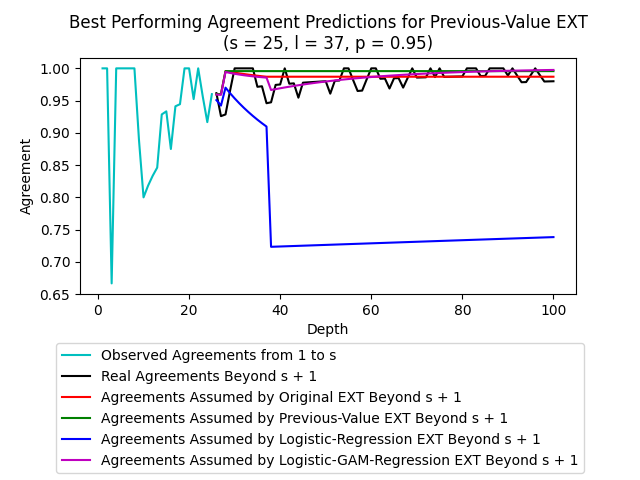 Best Performing Agreement Predictions for Previous-Value EXT
(s = 25, l = 37, p = 0.95)
1.00
0.95
0.90
0.85
0.80
0.75
0.70
0.65
Agreement
0 20 40 60 80 100
Depth
Observed Agreements from 1 to s
Real Agreements Beyond s + 1
Agreements Assumed by Original EXT Beyond s + 1
Agreements Assumed by Previous-Value EXT Beyond s + 1
Agreements Assumed by Logistic-Regression EXT Beyond s + 1
Agreements Assumed by Logistic-GAM-Regression EXT Beyond s + 1